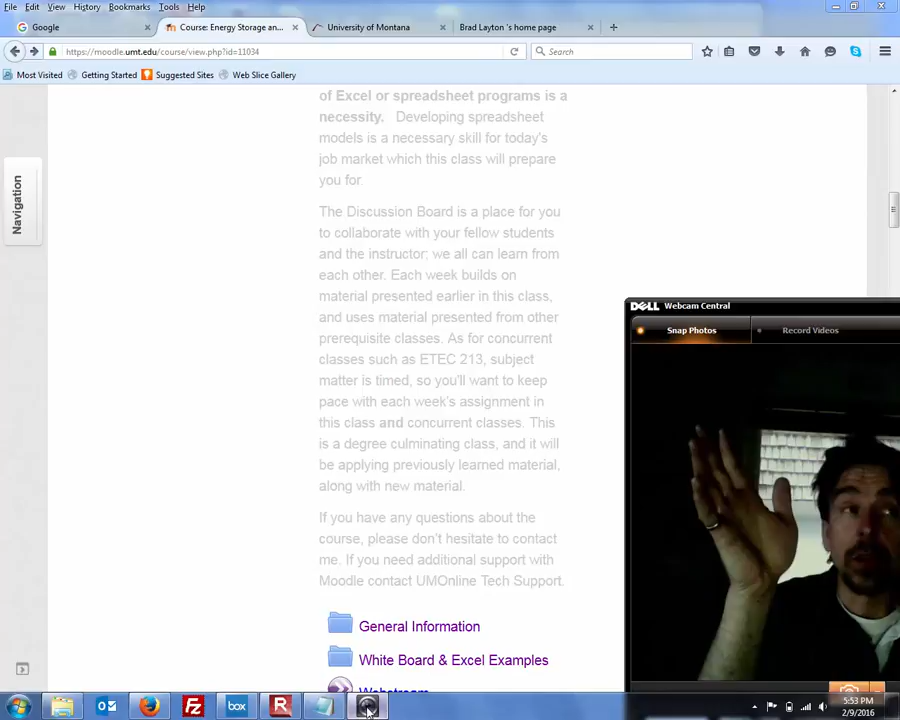 File Edit View History Bookmarks Tools Help
Google
Course: Energy Storage an...
University of Montana
Brad Layton 's home page
https://moodle.umt.edu/course/view.php?id=11034
Search
Most Visited Getting Started Suggested Sites Web Slice Gallery
Navigation
of Excel or spreadsheet programs is a
necessity. Developing spreadsheet
models is a necessary skill for today's
job market which this class will prepare
you for.
The Discussion Board is a place for you
to collaborate with your fellow students
and the instructor; we all can learn from
each other. Each week builds on
material presented earlier in this class,
and uses material presented from other
prerequisite classes. As for concurrent
classes such as ETEC 213, subject
matter is timed, so you'll want to keep
pace with each week's assignment in
this class and concurrent classes. This
is a degree culminating class, and it will
be applying previously learned material,
along with new material.
If you have any questions about the
course, please don't hesitate to contact
me. If you need additional support with
Moodle contact UMOnline Tech Support.
General Information
White Board & Excel Examples
Webstream
DELL Webcam Central
Snap Photos
Record Videos
box
5:53 PM
2/9/2016